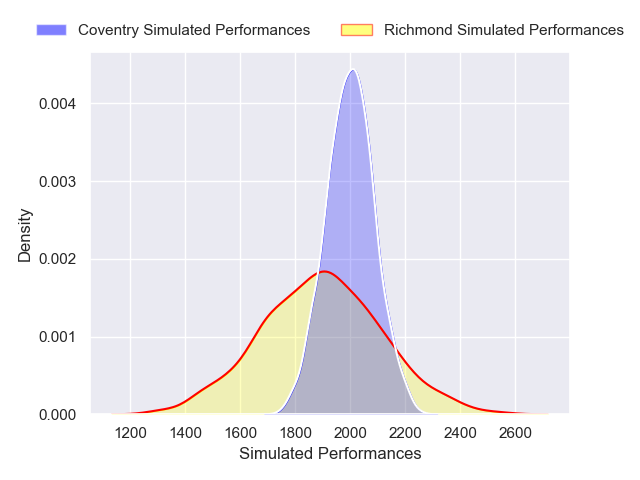 Coventry Simulated Performances Richmond Simulated Performances
0.004
0.003
0.002
0.001
0.000
Density
1200 1400 1600 1800 2000 2200 2400 2600
Simulated Performances